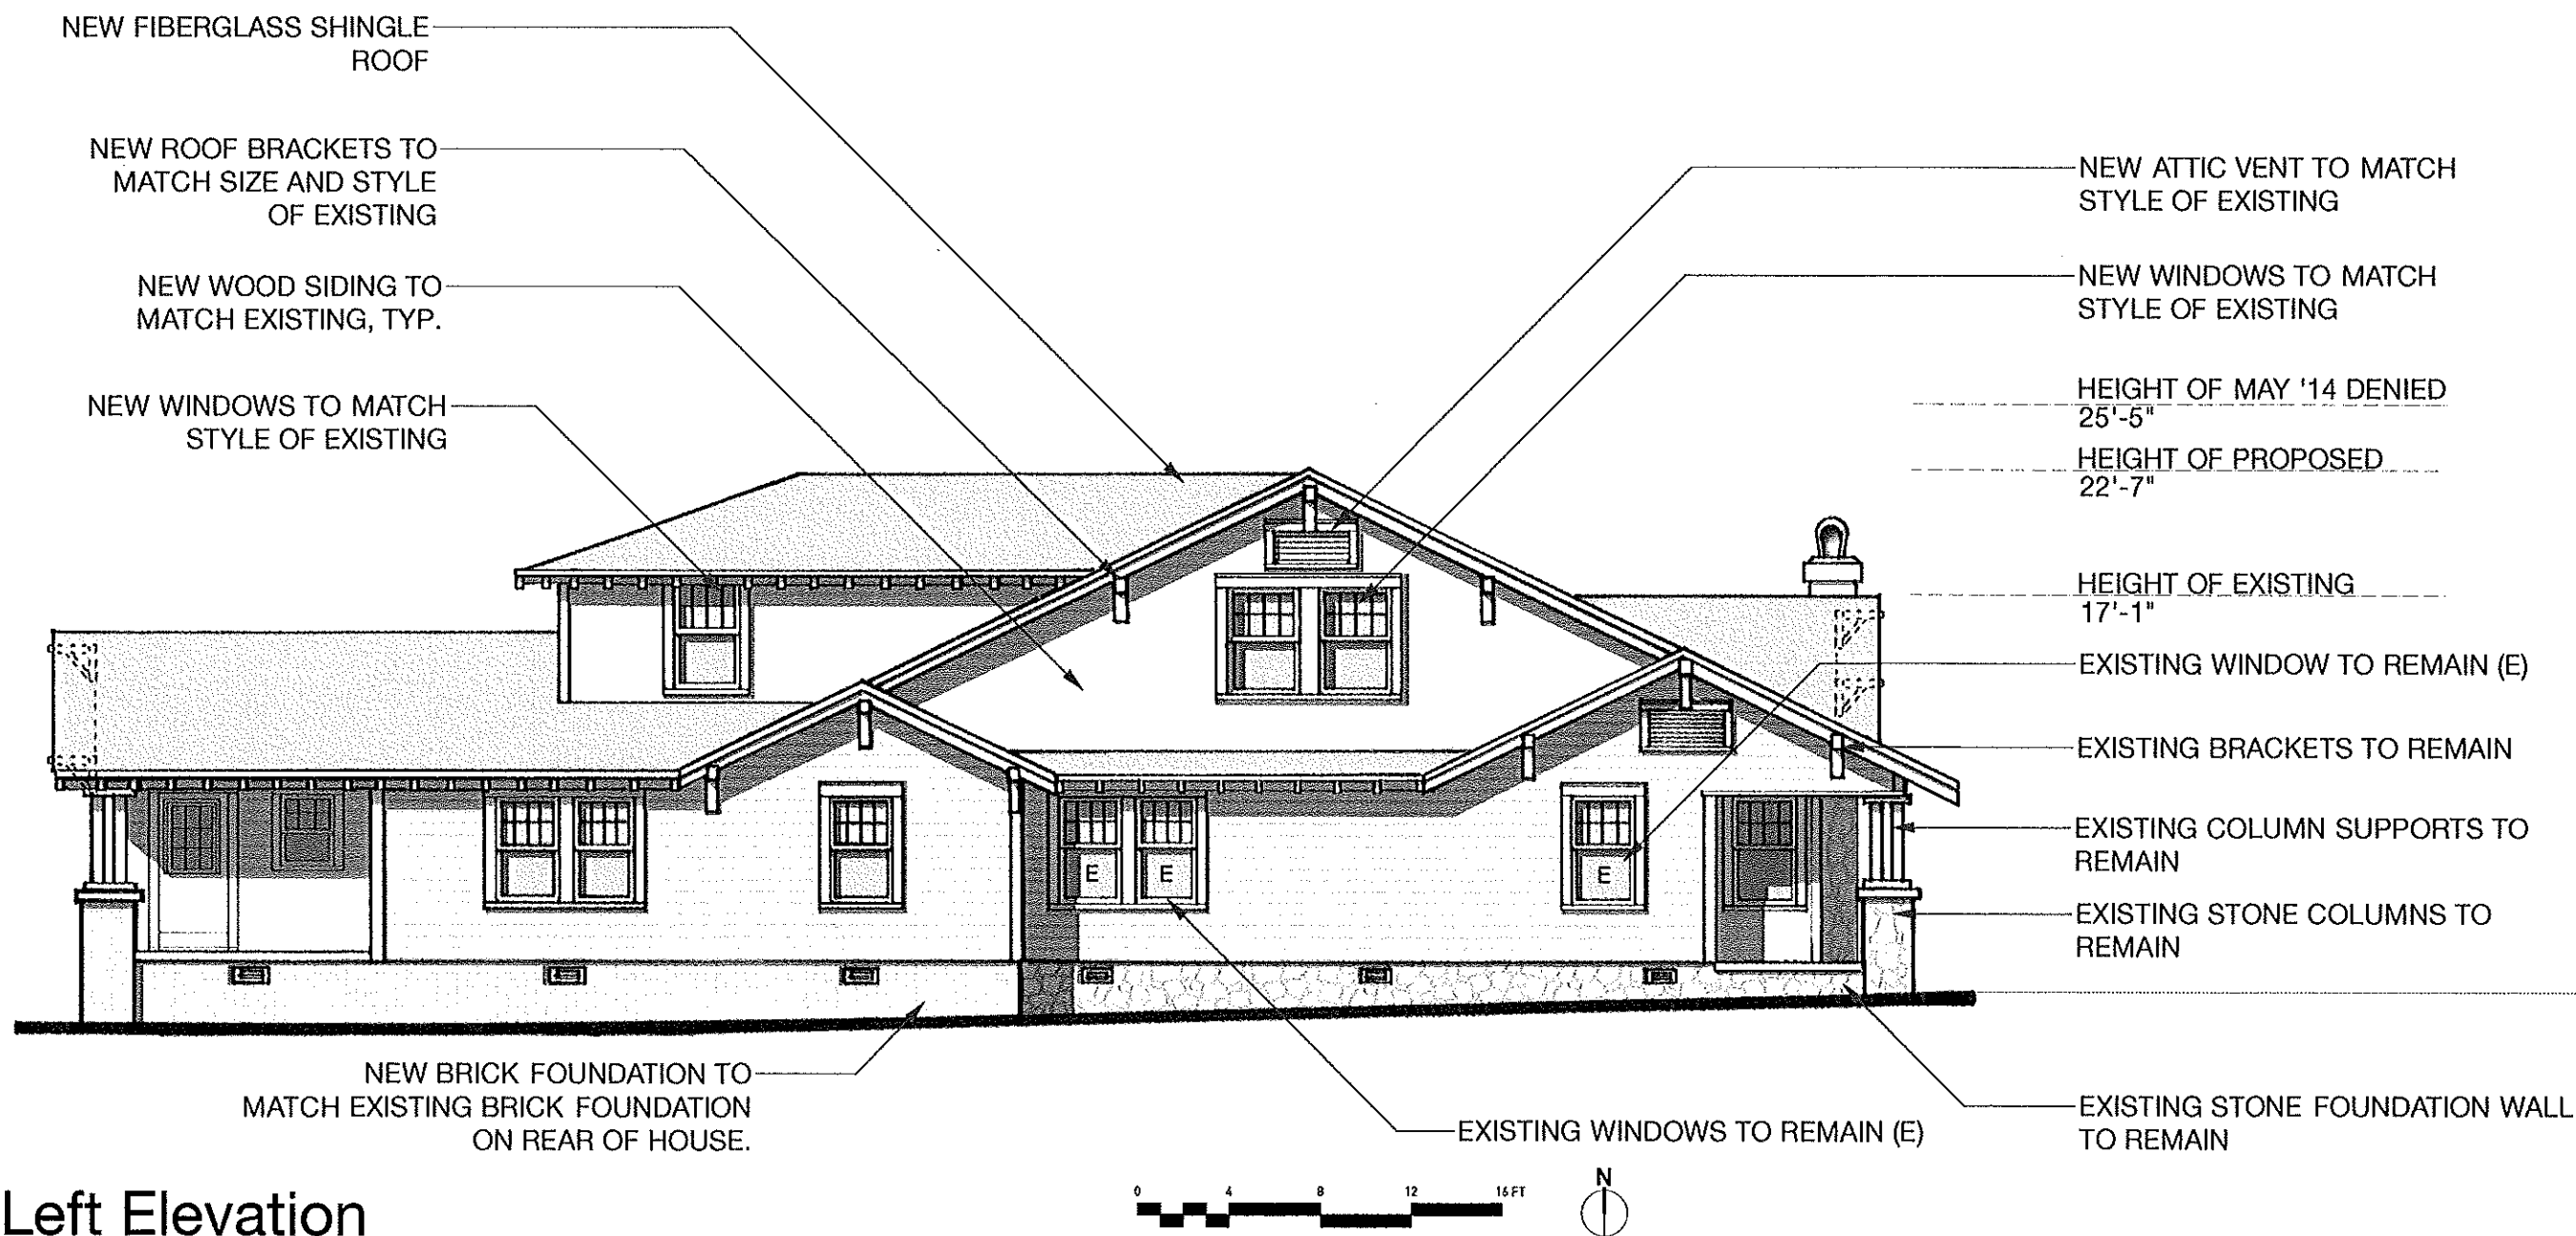 NEW FIBERGLASS SHINGLE
ROOF
NEW ROOF BRACKETS TO
MATCH SIZE AND STYLE
OF EXISTING
NEW WOOD SIDING TO
MATCH EXISTING, TYP.
NEW WINDOWS TO MATCH
STYLE OF EXISTING
NEW ATTIC VENT TO MATCH
STYLE OF EXISTING
NEW WINDOWS TO MATCH
STYLE OF EXISTING
HEIGHT OF MAY '14 DENIED
25'-5"
HEIGHT OF PROPOSED
22'-7"
HEIGHT OF EXISTING
17'-1"
EXISTING WINDOW TO REMAIN (E)
EXISTING BRACKETS TO REMAIN
EXISTING COLUMN SUPPORTS TO
REMAIN
EXISTING STONE COLUMNS TO
REMAIN
E E E
NEW BRICK FOUNDATION TO
MATCH EXISTING BRICK FOUNDATION
ON REAR OF HOUSE.
EXISTING WINDOWS TO REMAIN (E)
EXISTING STONE FOUNDATION WALL
TO REMAIN
Left Elevation
0 4 8 12 16 FT
N